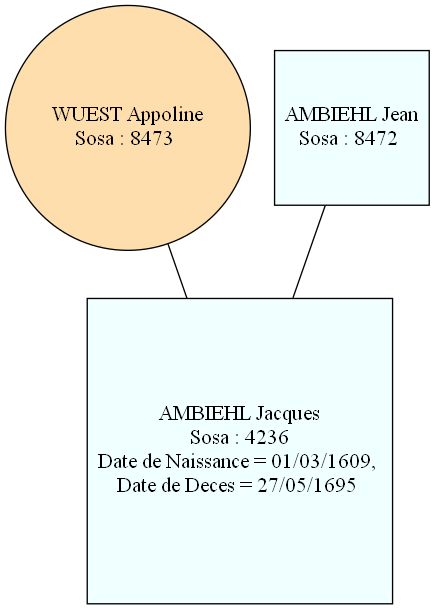 WUEST Appoline
Sosa : 8473
AMBIEHL Jean
Sosa : 8472
AMBIEHL Jacques
Sosa : 4236
Date de Naissance = 01/03/1609,
Date de Deces = 27/05/1695